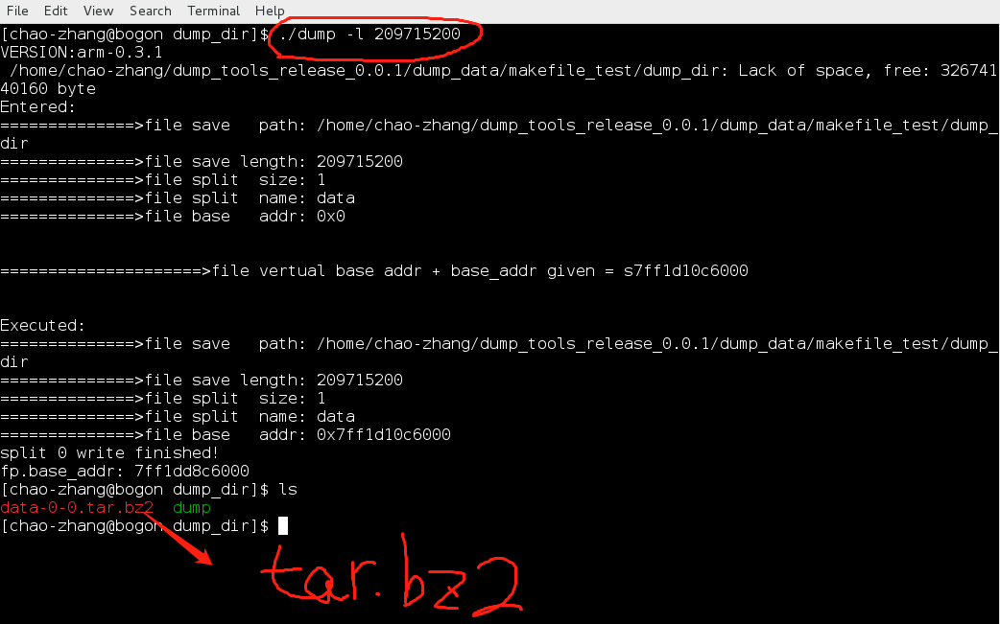 File Edit View Search Terminal Help
[chao-zhang@bogon dump_dir]$ ./dump -l 209715200
VERSION:arm-0.3.1
 /home/chao-zhang/dump_tools_release_0.0.1/dump_data/makefile_test/dump_dir: Lack of space, free: 326741
40160 byte
Entered:
==============>file save   path: /home/chao-zhang/dump_tools_release_0.0.1/dump_data/makefile_test/dump_
dir
==============>file save length: 209715200
==============>file split  size: 1
==============>file split  name: data
==============>file base   addr: 0x0
=====================>file vertual base addr + base_addr given = s7ff1d10c6000
Executed:
==============>file save   path: /home/chao-zhang/dump_tools_release_0.0.1/dump_data/makefile_test/dump_
dir
==============>file save length: 209715200
==============>file split  size: 1
==============>file split  name: data
==============>file base   addr: 0x7ff1d10c6000
split 0 write finished!
fp.base_addr: 7ff1dd8c6000
[chao-zhang@bogon dump_dir]$ ls
data-0-0.tar.bz2  dump
[chao-zhang@bogon dump_dir]$
tar.bz2